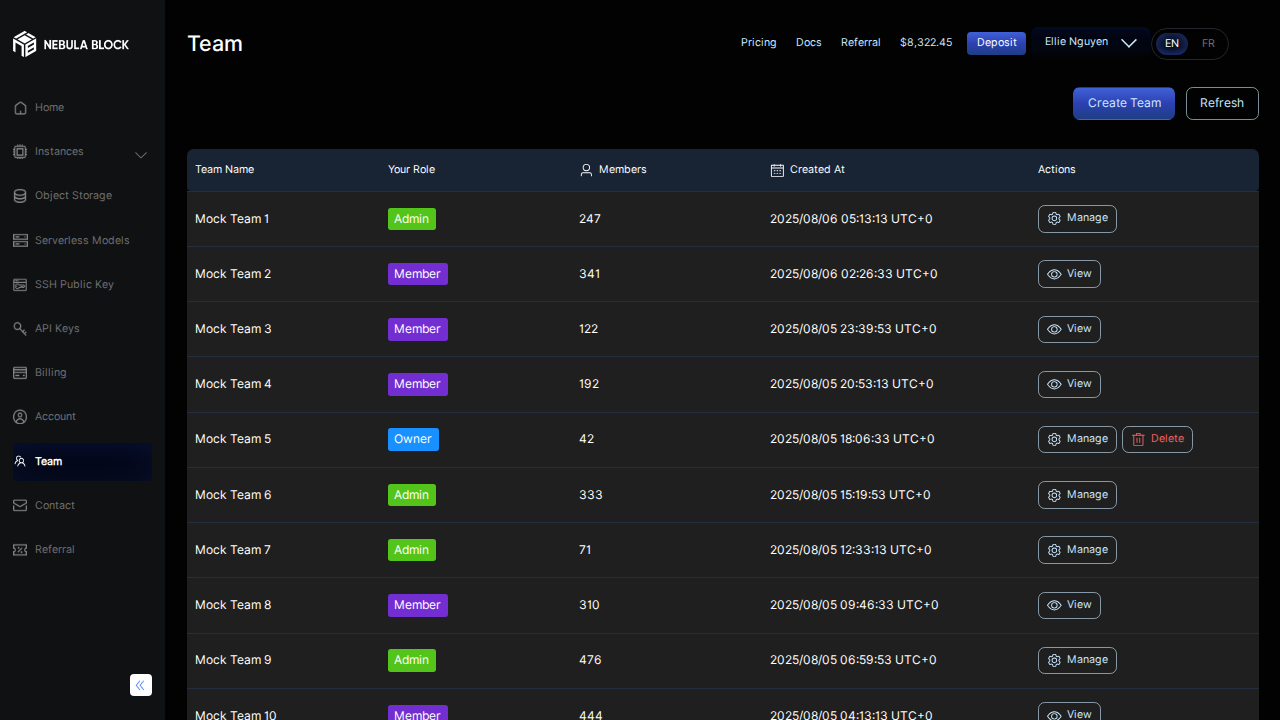 NEBULA BLOCK
Home
Instances
Object Storage
Serverless Models
SSH Public Key
API Keys
Billing
Account
Team
Contact
Referral
Team
Pricing Docs Referral $8,322.45 Deposit Ellie Nguyen EN FR
Create Team Refresh
Team Name Your Role Members Created At Actions
Mock Team 1 Admin 247 2025/08/06 05:13:13 UTC+0 Manage
Mock Team 2 Member 341 2025/08/06 02:26:33 UTC+0 View
Mock Team 3 Member 122 2025/08/05 23:39:53 UTC+0 View
Mock Team 4 Member 192 2025/08/05 20:53:13 UTC+0 View
Mock Team 5 Owner 42 2025/08/05 18:06:33 UTC+0 Manage Delete
Mock Team 6 Admin 333 2025/08/05 15:19:53 UTC+0 Manage
Mock Team 7 Admin 71 2025/08/05 12:33:13 UTC+0 Manage
Mock Team 8 Member 310 2025/08/05 09:46:33 UTC+0 View
Mock Team 9 Admin 476 2025/08/05 06:59:53 UTC+0 Manage
Mock Team 10 Member 444 2025/08/05 04:13:13 UTC+0 View